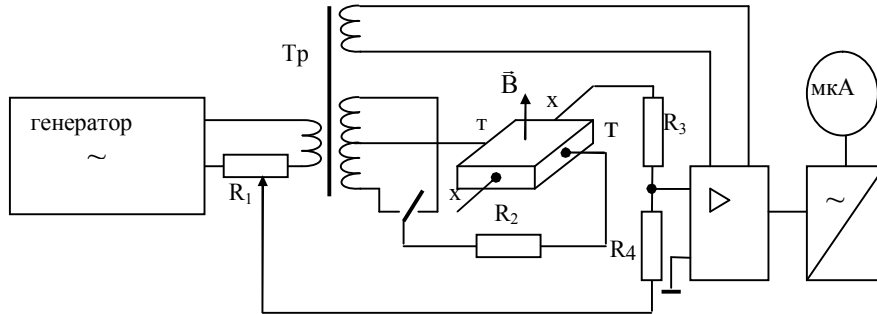 Тр
генератор
~
R1
B
х
т
Т
х
R2
R3
R4
мкА
~